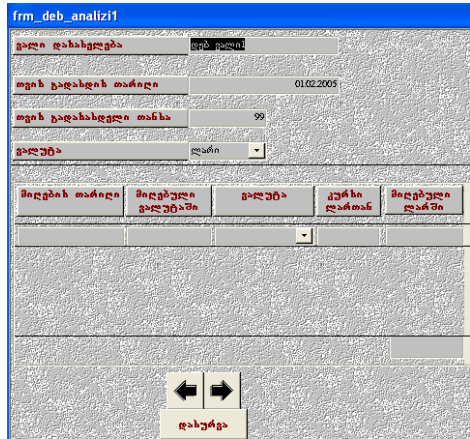 frm_deb_analizi1
ვალი დასახელება დებ ვალი1
თვის გადახდის თარიღი 01.02.2005
თვის გადასახდელი თანხა 99
ვალუტა ლარი
მიღების თარიღი მიღებული ვალუტაში ვალუტა კურსი ლართან მიღებული ლარში
დახურვა